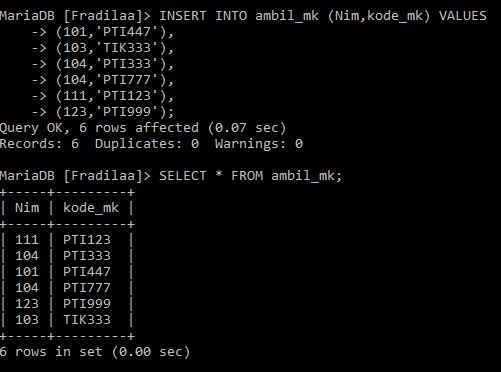 MariaDB [Fradilaa]> INSERT INTO ambil_mk (Nim,kode_mk) VALUES
    -> (101,'PTI447'),
    -> (103,'TIK333'),
    -> (104,'PTI333'),
    -> (104,'PTI777'),
    -> (111,'PTI123'),
    -> (123,'PTI999');
Query OK, 6 rows affected (0.07 sec)
Records: 6  Duplicates: 0  Warnings: 0

MariaDB [Fradilaa]> SELECT * FROM ambil_mk;
+-----+---------+
| Nim | kode_mk |
+-----+---------+
| 111 | PTI123  |
| 104 | PTI333  |
| 101 | PTI447  |
| 104 | PTI777  |
| 123 | PTI999  |
| 103 | TIK333  |
+-----+---------+
6 rows in set (0.00 sec)